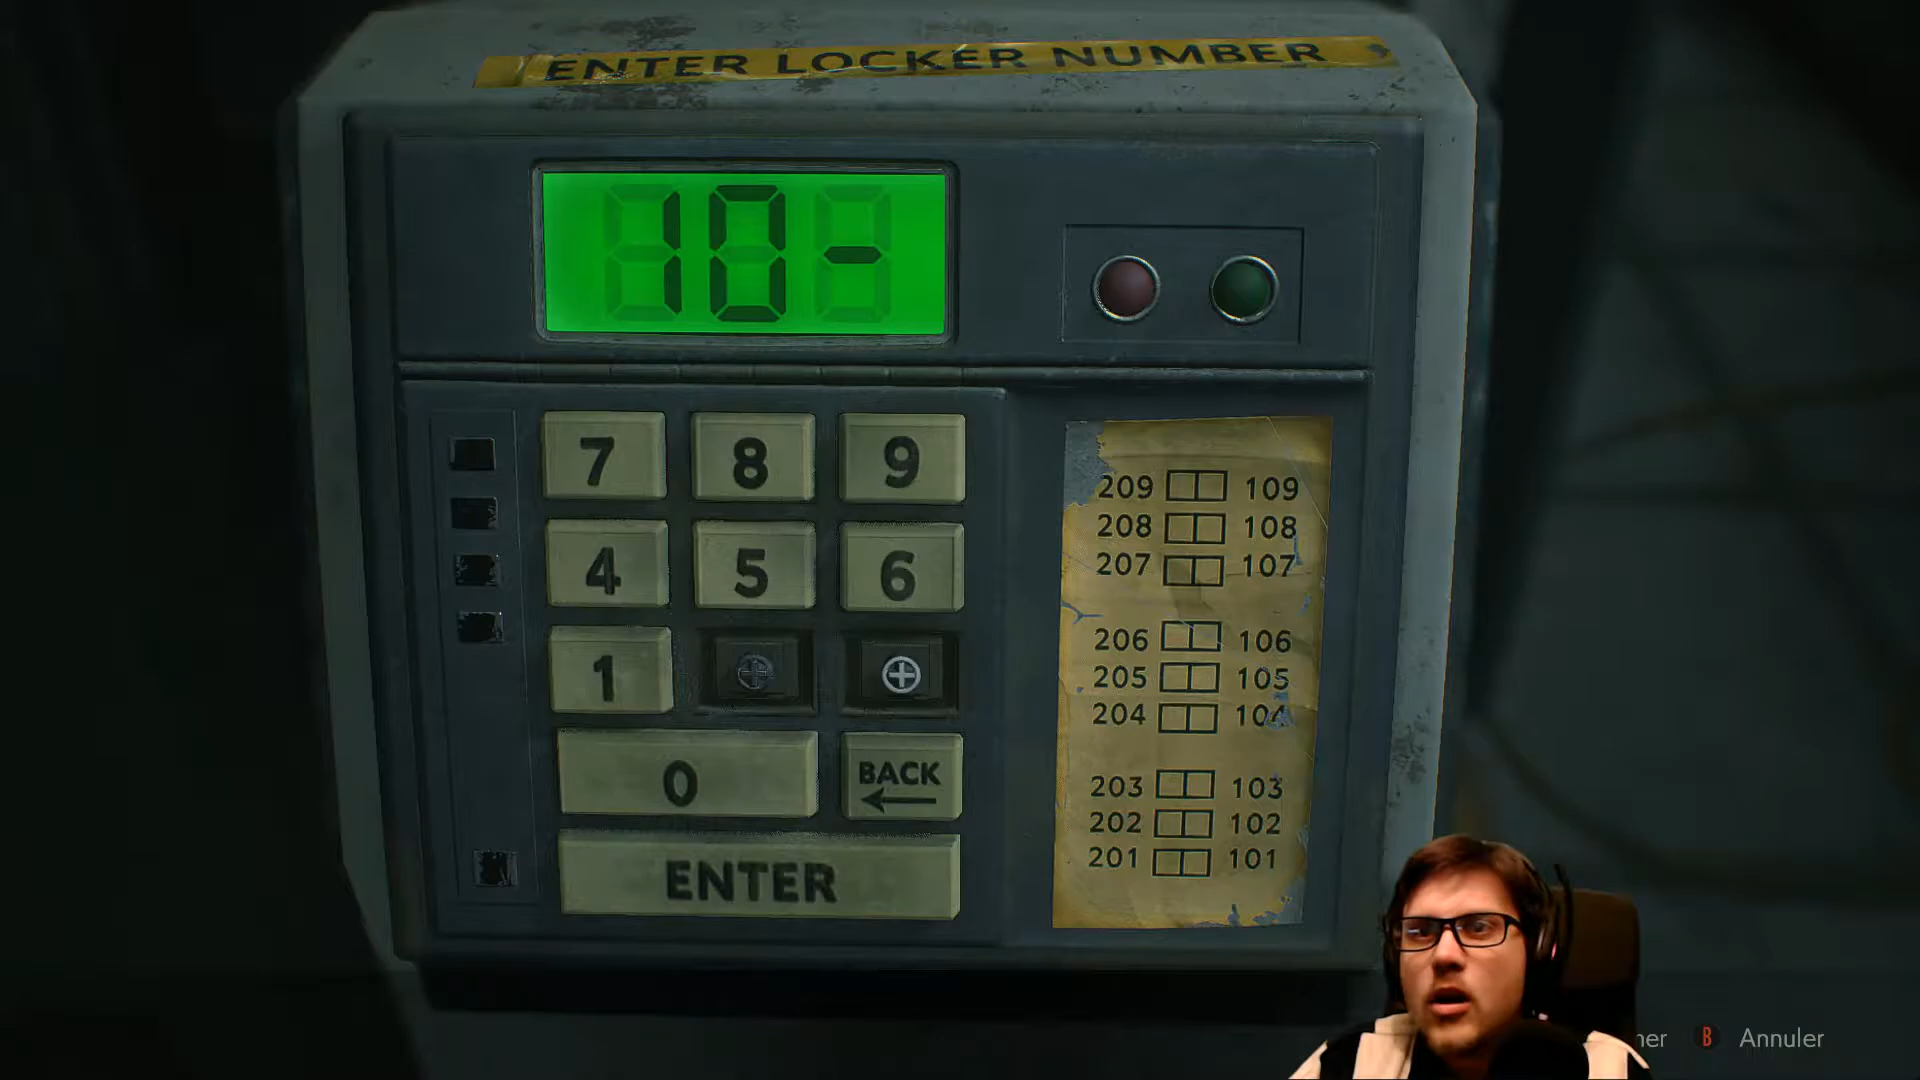 ENTER LOCKER NUMBER
10-
7 8 9
4 5 6
1
0 BACK
ENTER
209 109
208 108
207 107
206 106
205 105
204 104
203 103
202 102
201 101
B Annuler